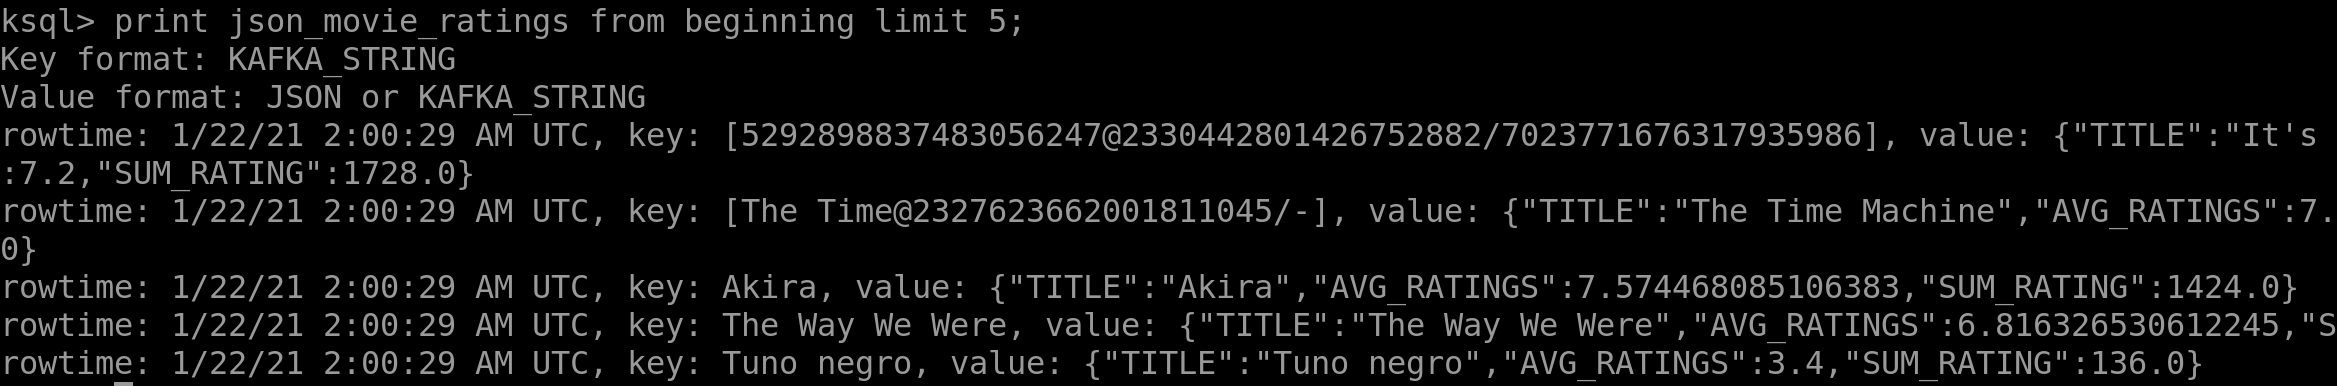 ksql> print json_movie_ratings from beginning limit 5;
Key format: KAFKA_STRING
Value format: JSON or KAFKA_STRING
rowtime: 1/22/21 2:00:29 AM UTC, key: [5292898837483056247@2330442801426752882/7023771676317935986], value: {"TITLE":"It's
:7.2,"SUM_RATING":1728.0}
rowtime: 1/22/21 2:00:29 AM UTC, key: [The Time@2327623662001811045/-], value: {"TITLE":"The Time Machine","AVG_RATINGS":7.
0}
rowtime: 1/22/21 2:00:29 AM UTC, key: Akira, value: {"TITLE":"Akira","AVG_RATINGS":7.574468085106383,"SUM_RATING":1424.0}
rowtime: 1/22/21 2:00:29 AM UTC, key: The Way We Were, value: {"TITLE":"The Way We Were","AVG_RATINGS":6.816326530612245,"S
rowtime: 1/22/21 2:00:29 AM UTC, key: Tuno negro, value: {"TITLE":"Tuno negro","AVG_RATINGS":3.4,"SUM_RATING":136.0}